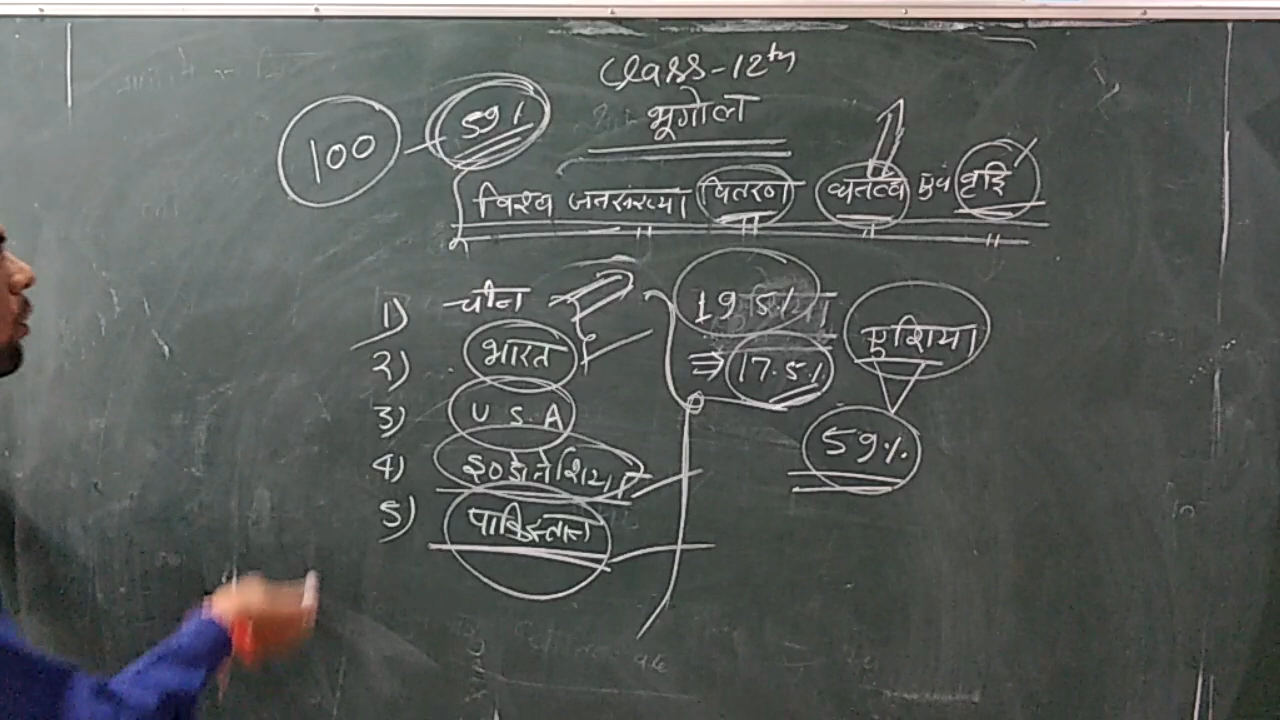 Class-12th
भूगोल
100 59%
विश्व जनसंख्या वितरण घनत्व एवं वृद्धि
1) चीन 19.5%
2) भारत ⇒ 17.5% एशिया
3) U.S.A 59%
4) इण्डोनेशिया
5) पाकिस्तान